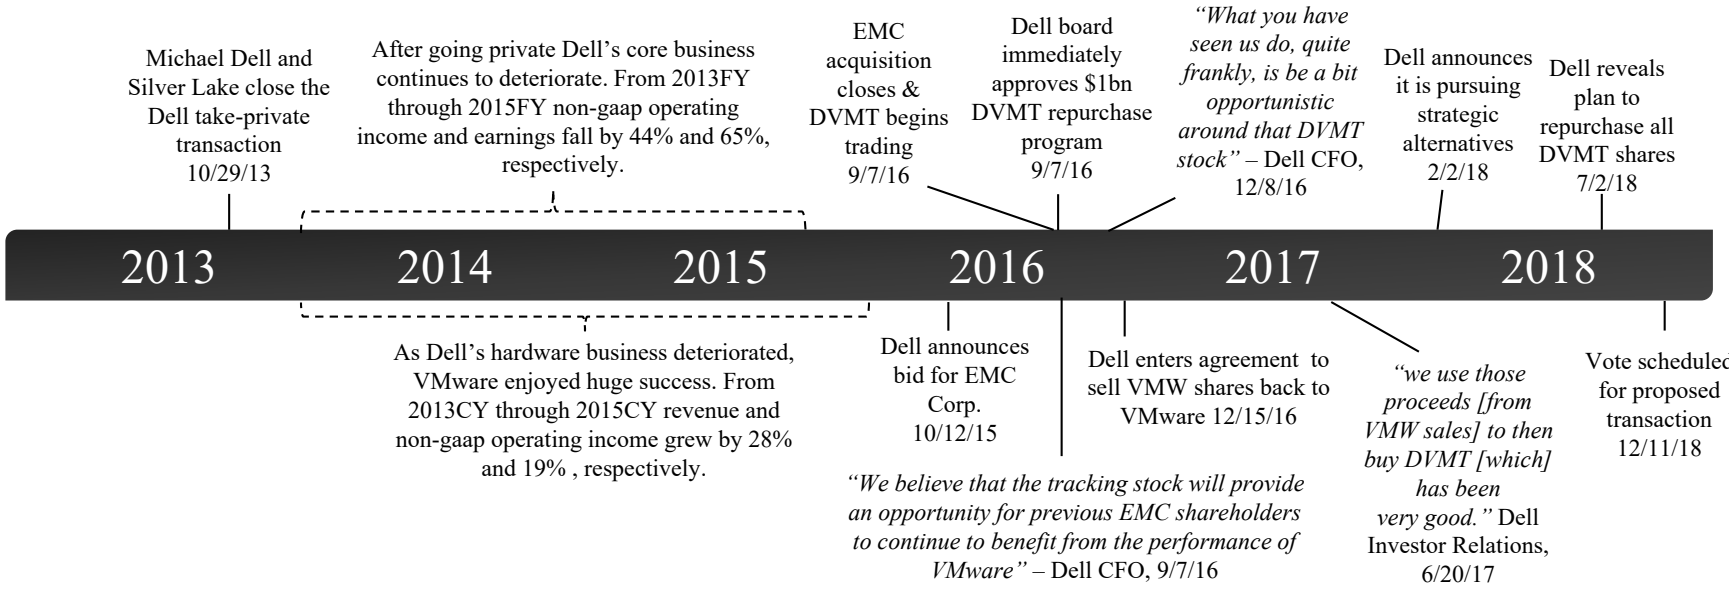 Michael Dell and
Silver Lake close the
Dell take-private
transaction
10/29/13
After going private Dell’s core business
continues to deteriorate. From 2013FY
through 2015FY non-gaap operating
income and earnings fall by 44% and 65%,
respectively.
EMC
acquisition
closes &
DVMT begins
trading
9/7/16
Dell board
immediately
approves $1bn
DVMT repurchase
program
9/7/16
“What you have
seen us do, quite
frankly, is be a bit
opportunistic
around that DVMT
stock” – Dell CFO,
12/8/16
Dell announces
it is pursuing
strategic
alternatives
2/2/18
Dell reveals
plan to
repurchase all
DVMT shares
7/2/18
2013 2014 2015 2016 2017 2018
As Dell’s hardware business deteriorated,
VMware enjoyed huge success. From
2013CY through 2015CY revenue and
non-gaap operating income grew by 28%
and 19% , respectively.
Dell announces
bid for EMC
Corp.
10/12/15
“We believe that the tracking stock will provide
an opportunity for previous EMC shareholders
to continue to benefit from the performance of
VMware” – Dell CFO, 9/7/16
Dell enters agreement to
sell VMW shares back to
VMware 12/15/16
“we use those
proceeds [from
VMW sales] to then
buy DVMT [which]
has been
very good.” Dell
Investor Relations,
6/20/17
Vote scheduled
for proposed
transaction
12/11/18